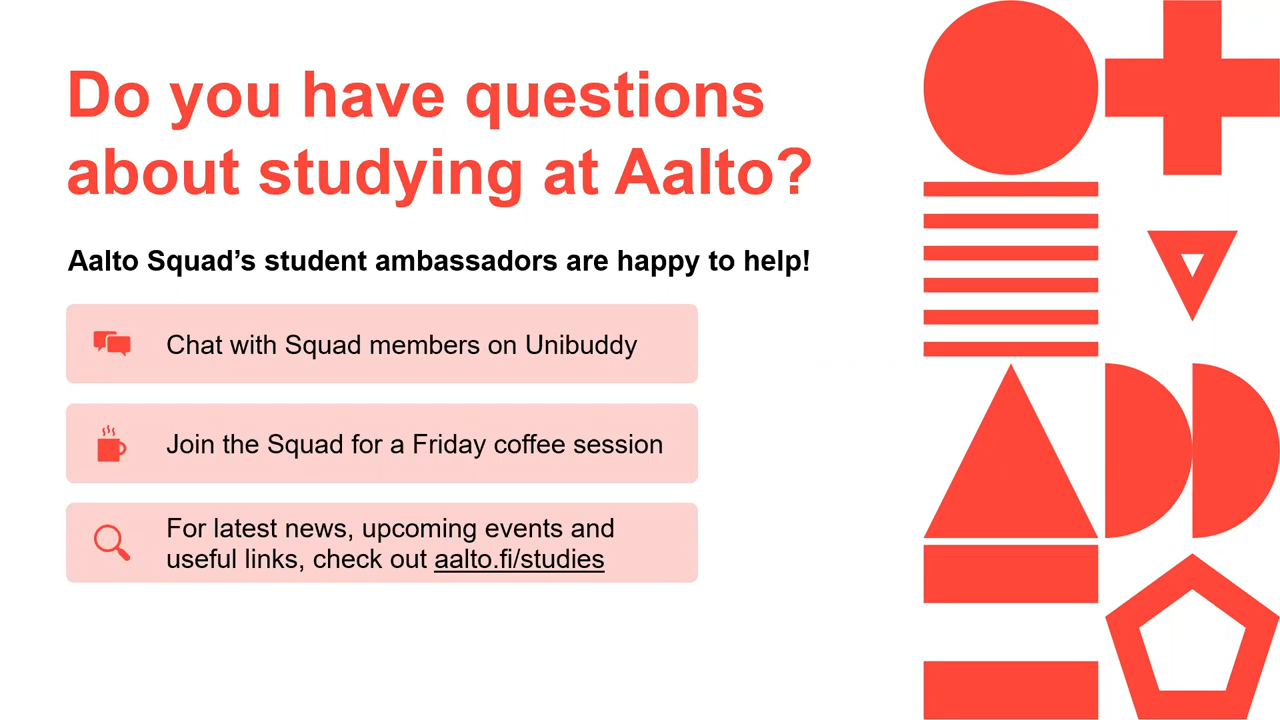 Do you have questions
about studying at Aalto?
Aalto Squad’s student ambassadors are happy to help!
Chat with Squad members on Unibuddy
Join the Squad for a Friday coffee session
For latest news, upcoming events and
useful links, check out aalto.fi/studies